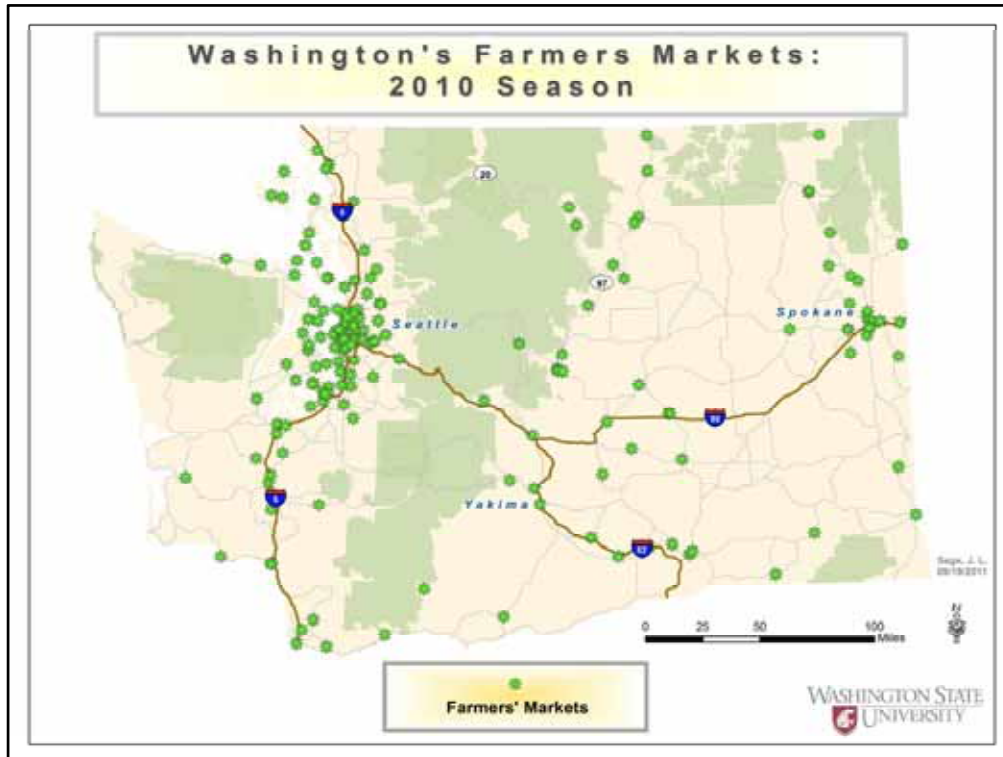 Washington's Farmers Markets:
2010 Season
20
5
97
Seattle
Spokane
90
5
Yakima
82
Sage, J. L.
N
0 25 50 100
Miles
Farmers' Markets
WASHINGTON STATE
UNIVERSITY